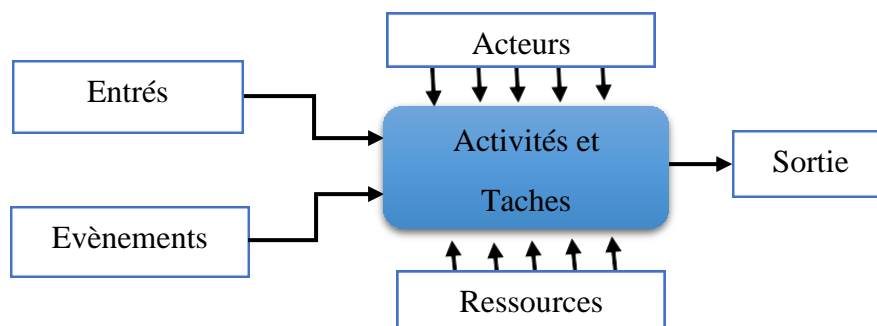 Acteurs
Entrés
Activités et
Taches
Sortie
Evènements
Ressources